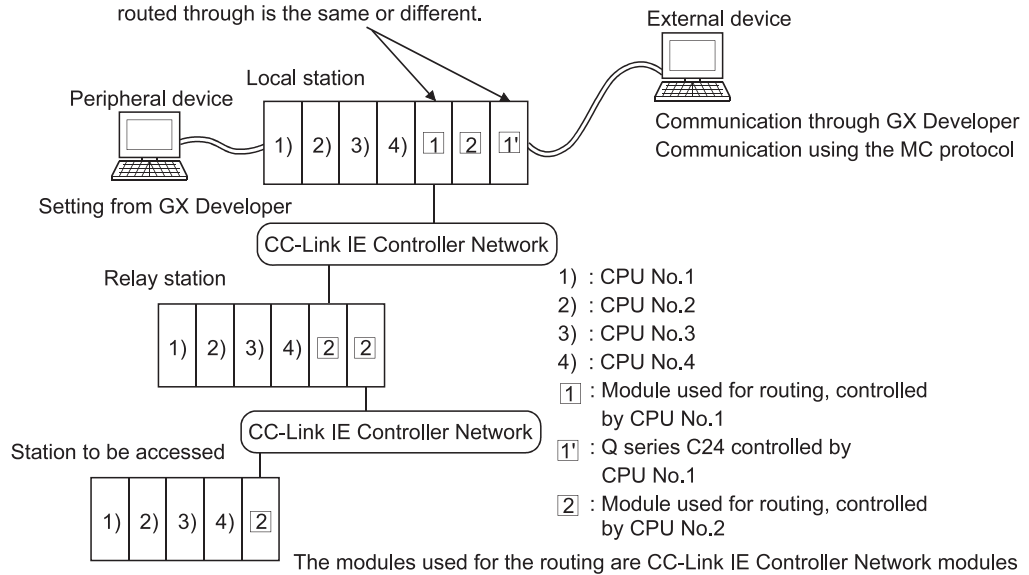 routed through is the same or different.
External device
Local station
Peripheral device
1) 2) 3) 4) 1 2 1'
Communication through GX Developer
Communication using the MC protocol
Setting from GX Developer
CC-Link IE Controller Network
Relay station
1) 2) 3) 4) 2 2
1) : CPU No.1
2) : CPU No.2
3) : CPU No.3
4) : CPU No.4
1 : Module used for routing, controlled
by CPU No.1
1' : Q series C24 controlled by
CPU No.1
2 : Module used for routing, controlled
by CPU No.2
CC-Link IE Controller Network
Station to be accessed
1) 2) 3) 4) 2
The modules used for the routing are CC-Link IE Controller Network modules